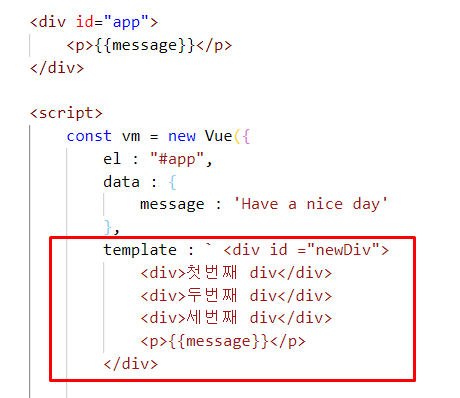 <div id="app">
<p>{{message}}</p>
</div>
<script>
const vm = new Vue({
el : "#app",
data : {
message : 'Have a nice day'
},
template : ` <div id ="newDiv">
<div>첫번째 div</div>
<div>두번째 div</div>
<div>세번째 div</div>
<p>{{message}}</p>
</div>